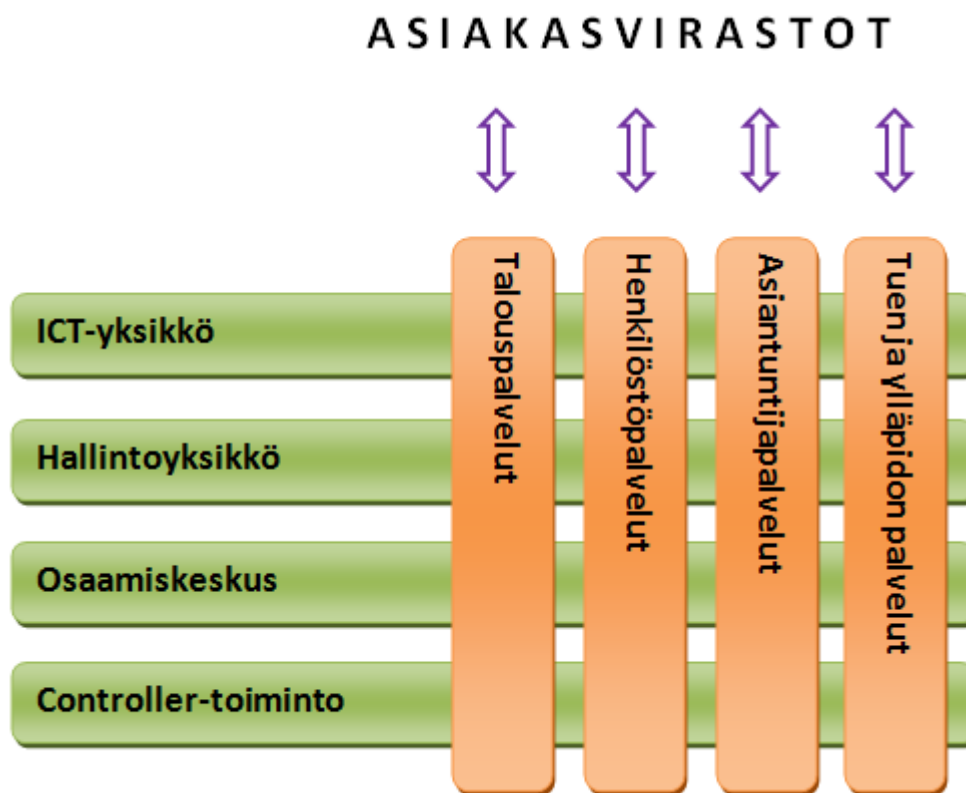 ASIAKASVIRASTOT
Talouspalvelut
Henkilöstöpalvelut
Asiantuntijapalvelut
Tuen ja ylläpidon palvelut
ICT-yksikkö
Hallintoyksikkö
Osaamiskeskus
Controller-toiminto